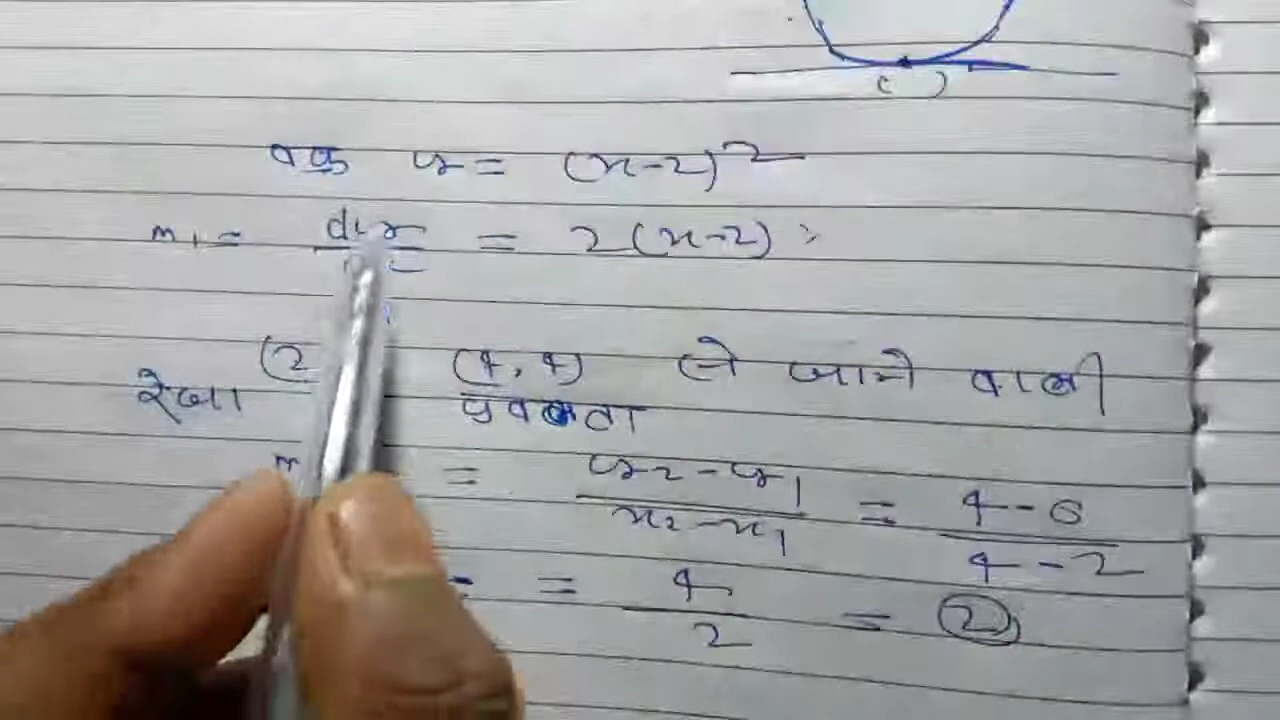 ( )
वक्र y = (x-2)²
m₁ = dy/dx = 2(x-2)
(2 (4,4) से जाने वाली
रेखा प्रवणता
m = y₂-y₁/x₂-x₁ = 4-0/4-2
= 4/2 = 2